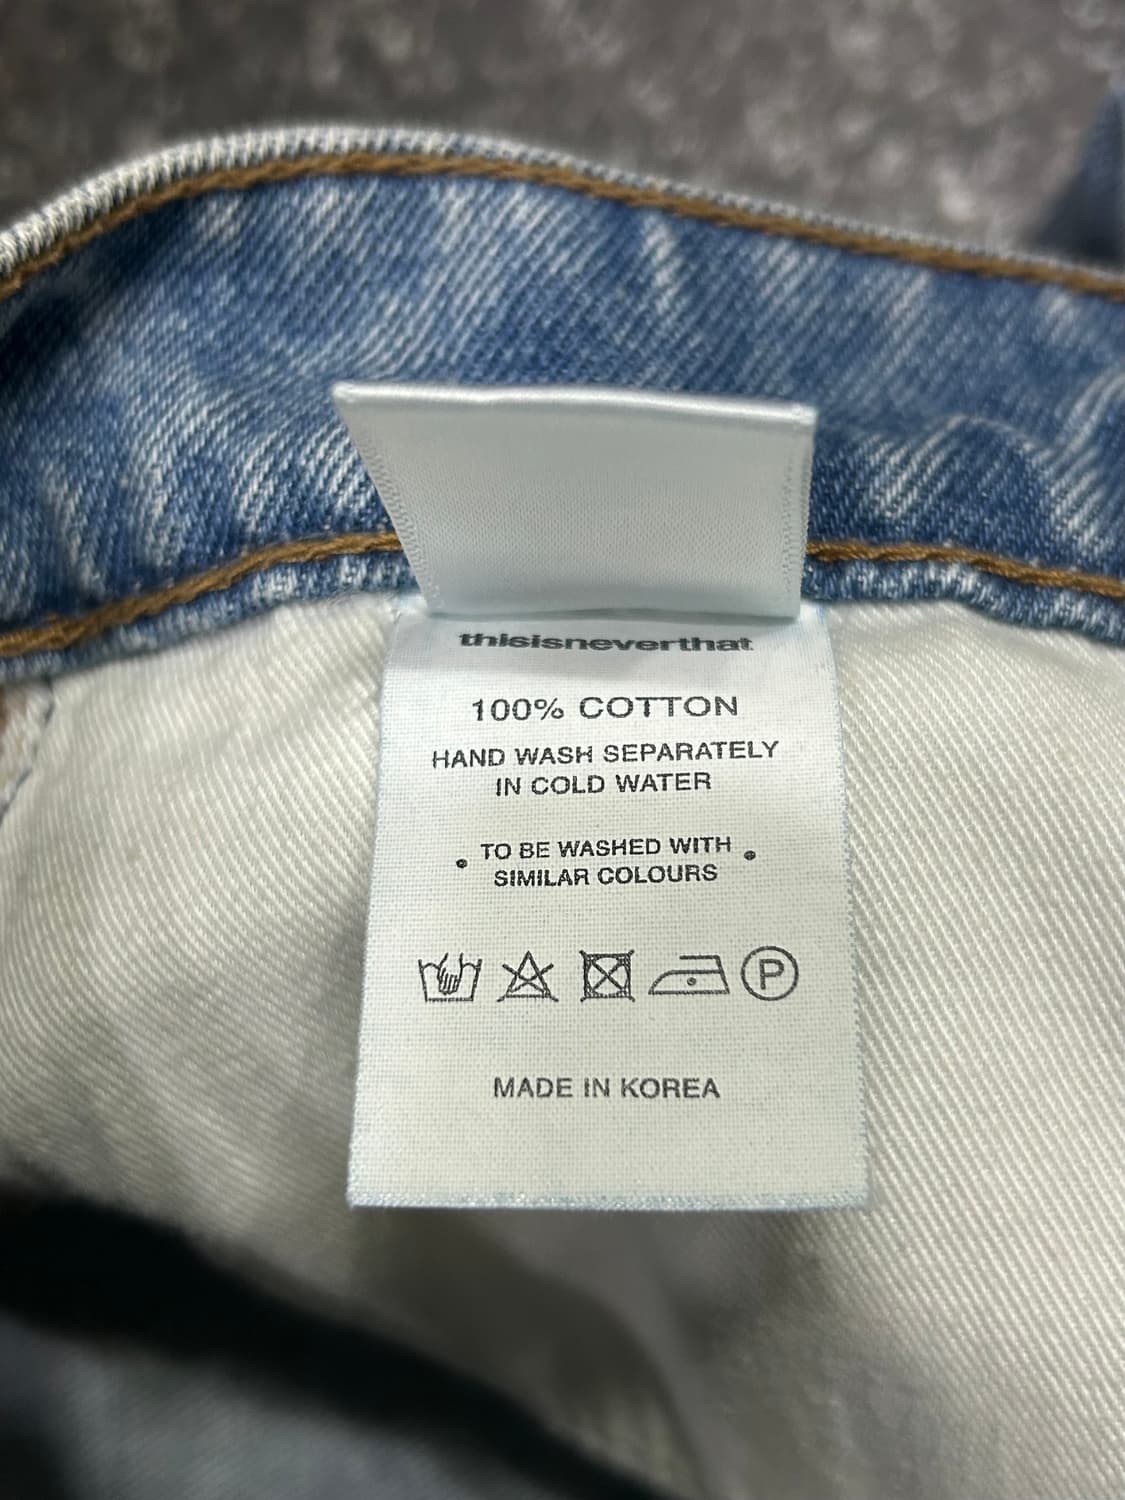 thisisneverthat
100% COTTON
HAND WASH SEPARATELY
IN COLD WATER
• TO BE WASHED WITH •
SIMILAR COLOURS
P
MADE IN KOREA